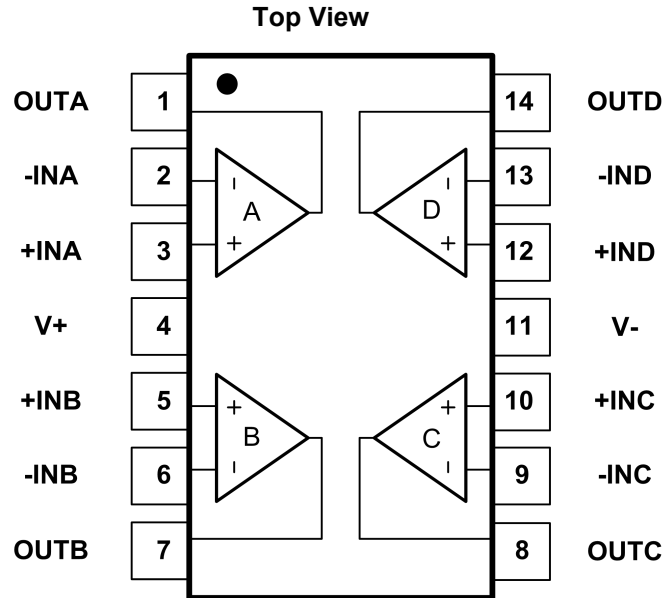 Top View
OUTA 1 14 OUTD
-INA 2 - - 13 -IND
A D
+INA 3 + + 12 +IND
V+ 4 11 V-
+INB 5 + + 10 +INC
B C
-INB 6 - - 9 -INC
OUTB 7 8 OUTC